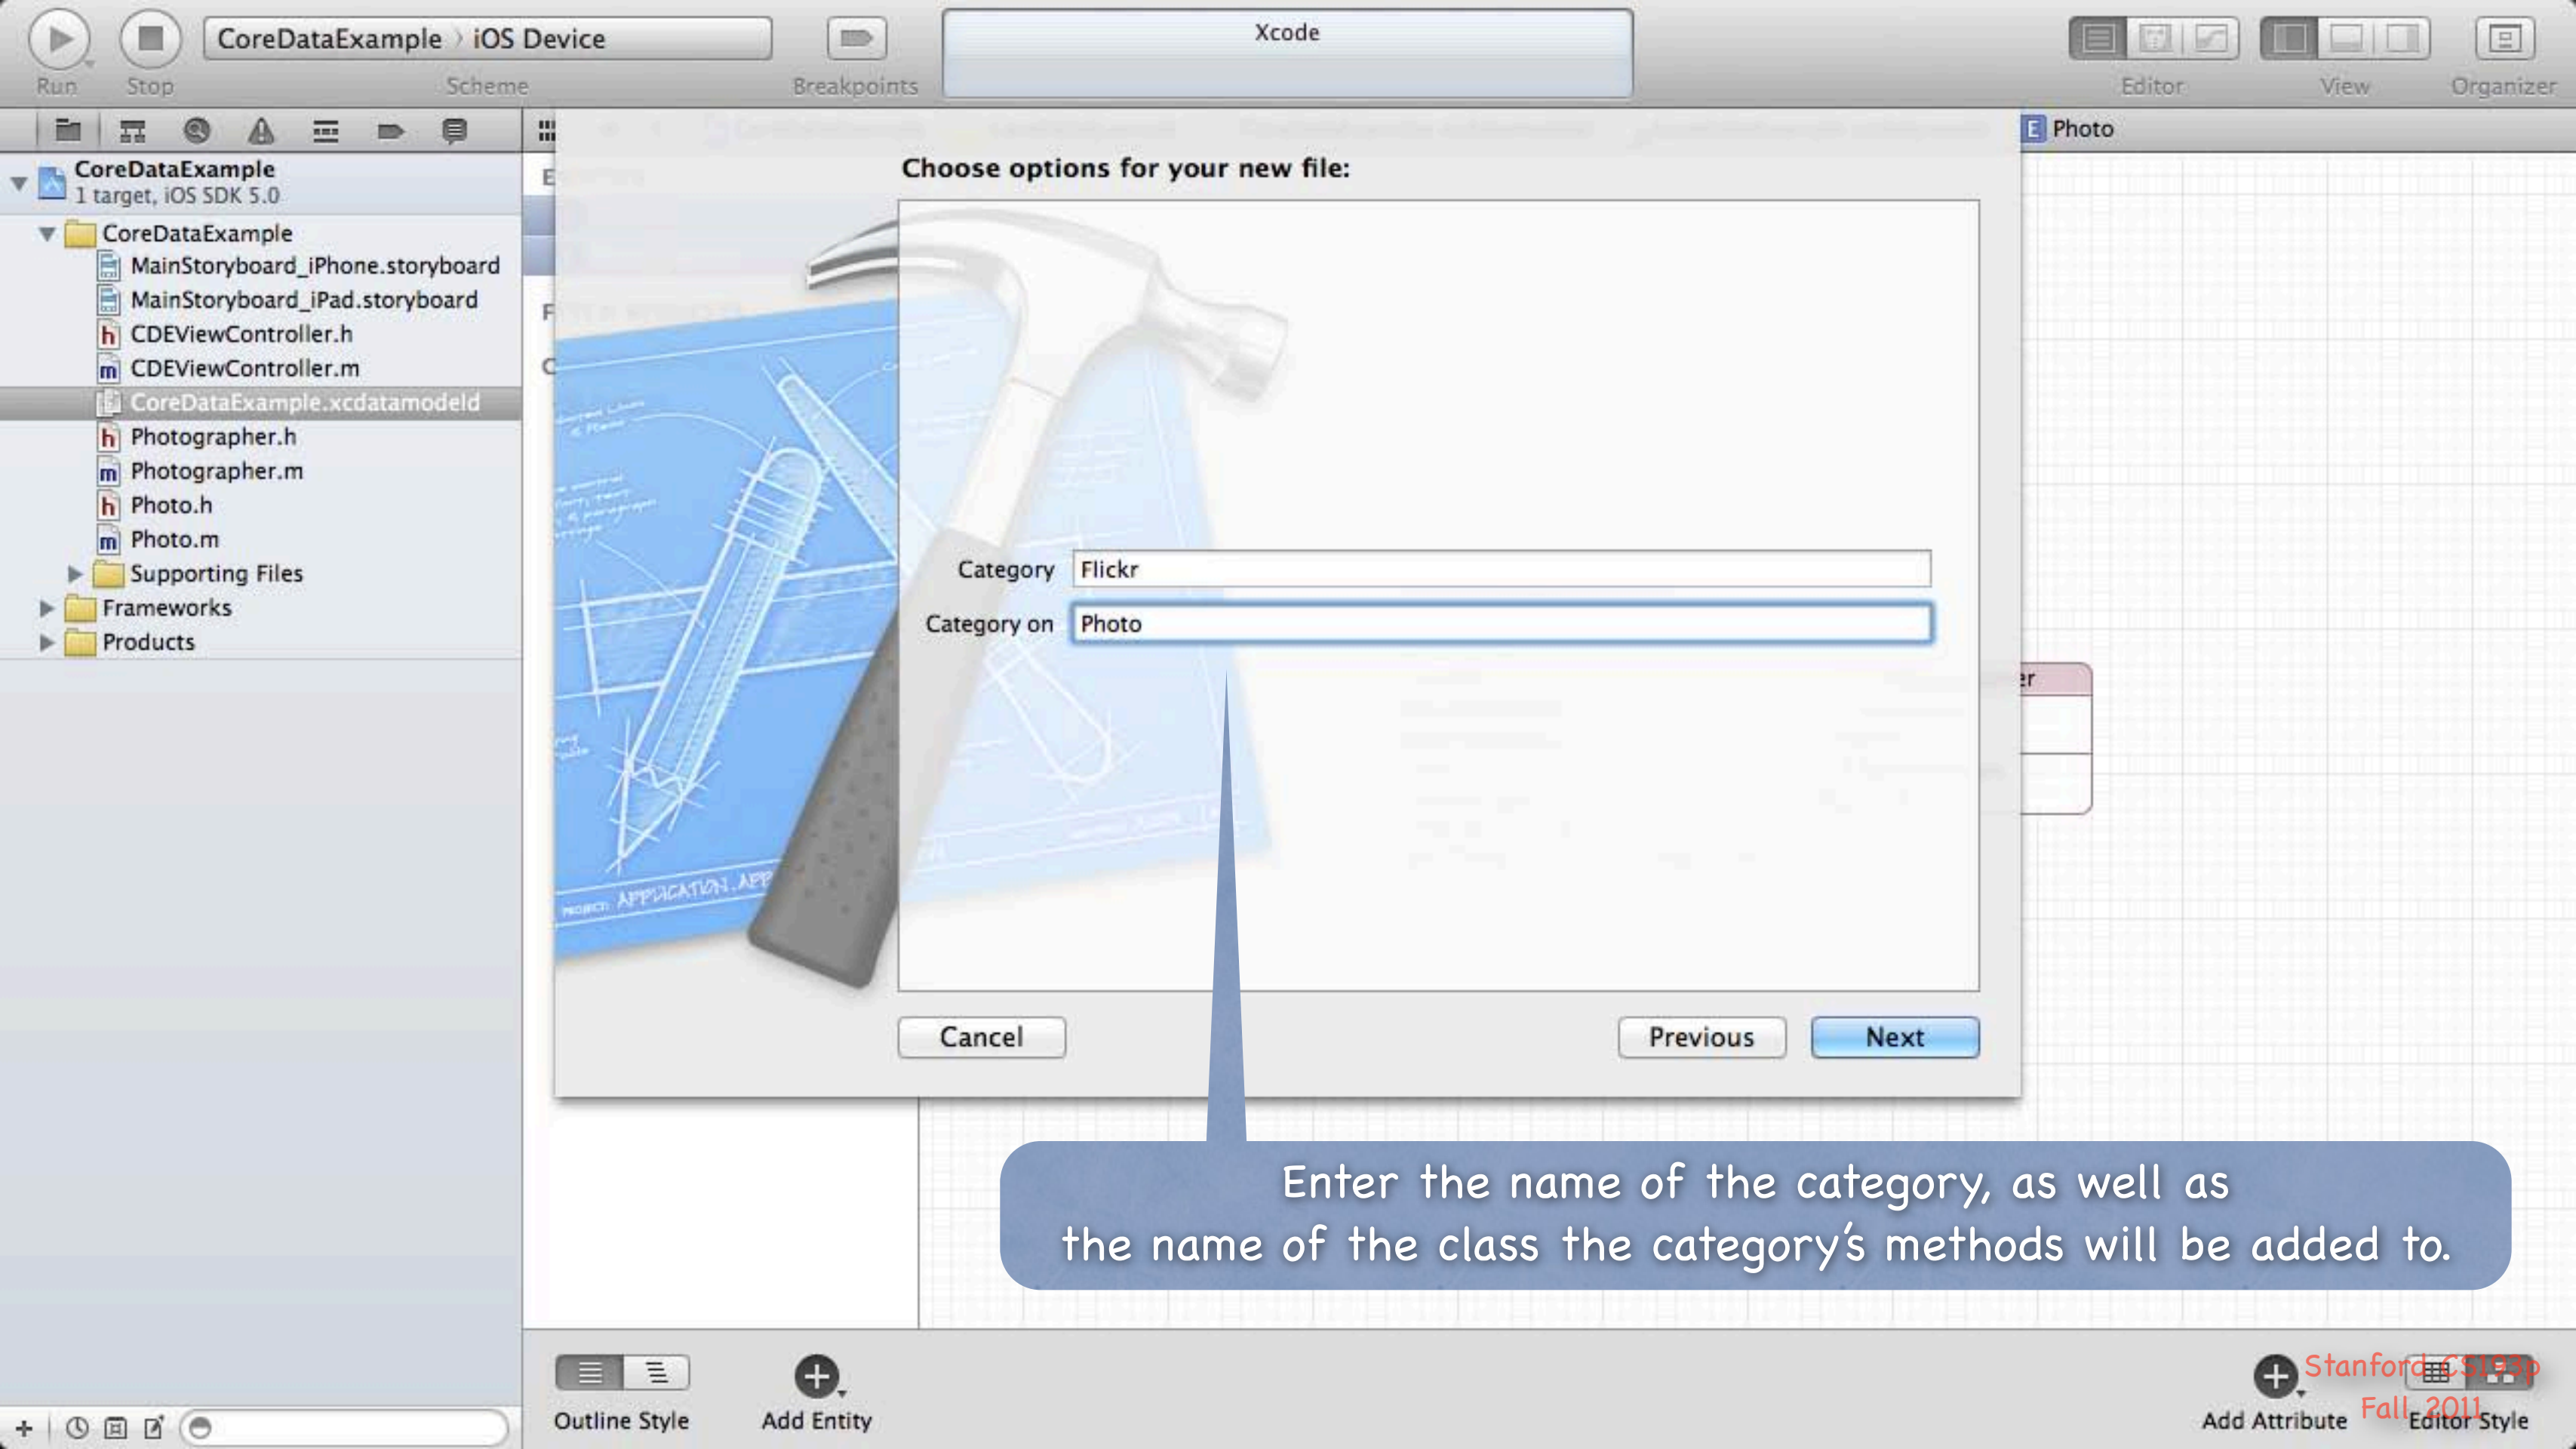 CoreDataExample › iOS Device
Xcode
Run
Stop
Scheme
Breakpoints
Editor
View
Organizer
E Photo
CoreDataExample
1 target, iOS SDK 5.0
CoreDataExample
MainStoryboard_iPhone.storyboard
MainStoryboard_iPad.storyboard
h CDEViewController.h
m CDEViewController.m
CoreDataExample.xcdatamodeld
h Photographer.h
m Photographer.m
h Photo.h
m Photo.m
Supporting Files
Frameworks
Products
E
F
C
Choose options for your new file:
Category Flickr
Category on Photo
er
PROJECT: APPLICATION.APP
Cancel
Previous
Next
Enter the name of the category, as well as
the name of the class the category's methods will be added to.
Outline Style
Add Entity
Add Attribute
Editor Style
Stanford CS193p
Fall 2011